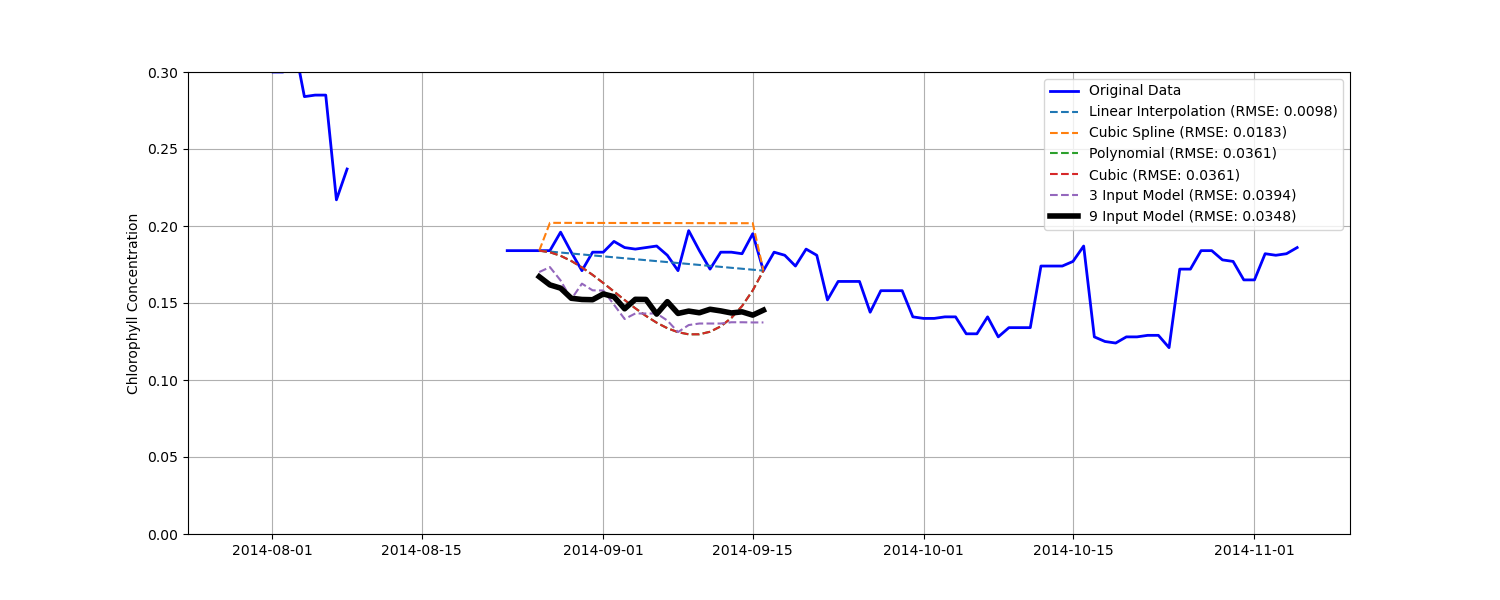 Chlorophyll Concentration
0.30
0.25
0.20
0.15
0.10
0.05
0.00
2014-08-01 2014-08-15 2014-09-01 2014-09-15 2014-10-01 2014-10-15 2014-11-01
Original Data
Linear Interpolation (RMSE: 0.0098)
Cubic Spline (RMSE: 0.0183)
Polynomial (RMSE: 0.0361)
Cubic (RMSE: 0.0361)
3 Input Model (RMSE: 0.0394)
9 Input Model (RMSE: 0.0348)